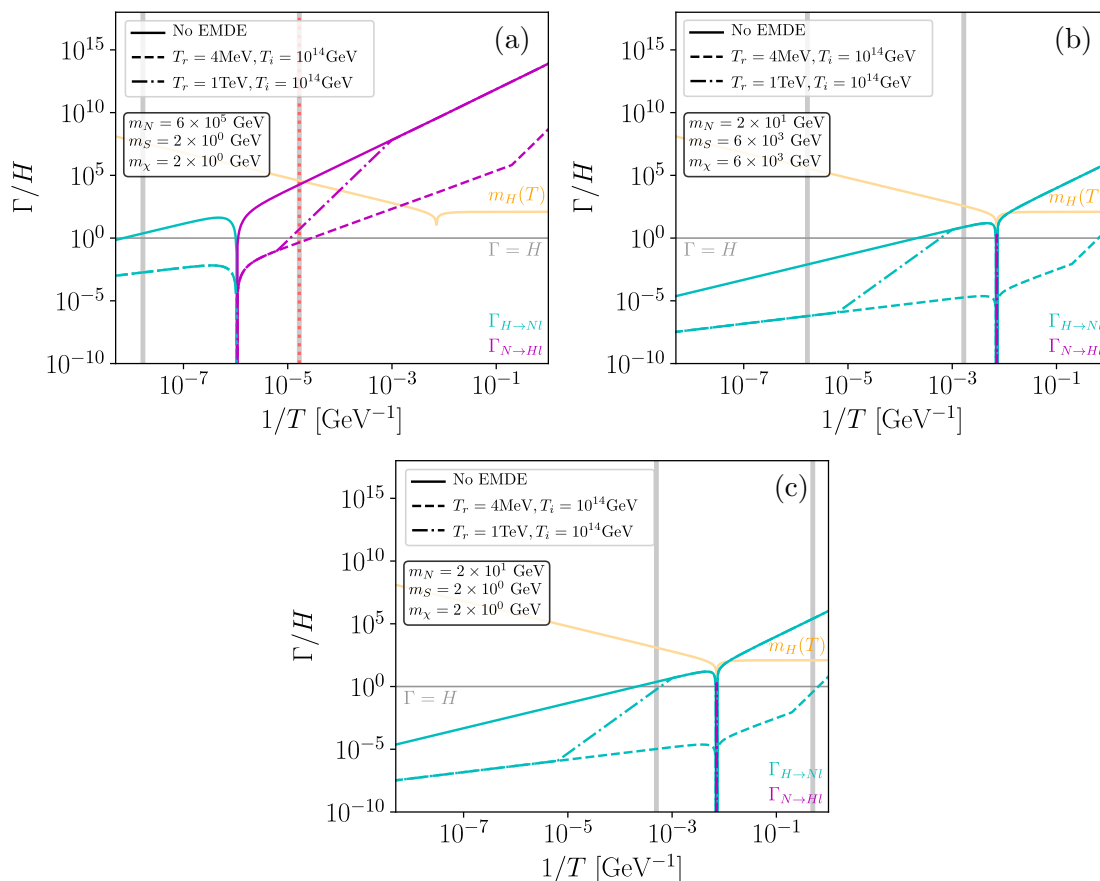 (a)
No EMDE
T_r = 4MeV, T_i = 10^14GeV
T_r = 1TeV, T_i = 10^14GeV
m_N = 6 × 10^5 GeV
m_S = 2 × 10^0 GeV
m_χ = 2 × 10^0 GeV
m_H(T)
Γ = H
Γ_{H→Nl}
Γ_{N→Hl}
Γ/H
10^15
10^10
10^5
10^0
10^−5
10^−10
10^−7
10^−5
10^−3
10^−1
1/T [GeV^−1]
(b)
No EMDE
T_r = 4MeV, T_i = 10^14GeV
T_r = 1TeV, T_i = 10^14GeV
m_N = 2 × 10^1 GeV
m_S = 6 × 10^3 GeV
m_χ = 6 × 10^3 GeV
m_H(T)
Γ = H
Γ_{H→Nl}
Γ_{N→Hl}
Γ/H
10^15
10^10
10^5
10^0
10^−5
10^−10
10^−7
10^−5
10^−3
10^−1
1/T [GeV^−1]
(c)
No EMDE
T_r = 4MeV, T_i = 10^14GeV
T_r = 1TeV, T_i = 10^14GeV
m_N = 2 × 10^1 GeV
m_S = 2 × 10^0 GeV
m_χ = 2 × 10^0 GeV
m_H(T)
Γ = H
Γ_{H→Nl}
Γ_{N→Hl}
Γ/H
10^15
10^10
10^5
10^0
10^−5
10^−10
10^−7
10^−5
10^−3
10^−1
1/T [GeV^−1]